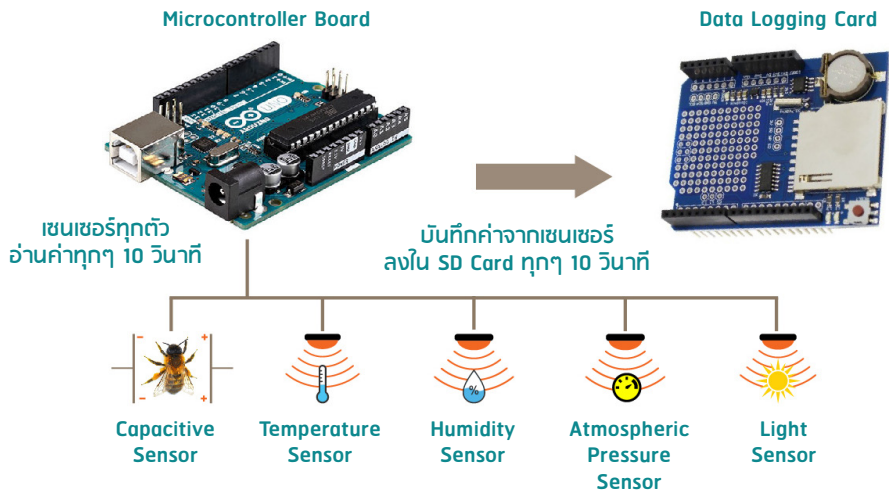 Microcontroller Board
Data Logging Card
ARDUINO
UNO
เซนเซอร์ทุกตัว
อ่านค่าทุกๆ 10 วินาที
บันทึกค่าจากเซนเซอร์
ลงใน SD Card ทุกๆ 10 วินาที
- +
- +
%
Capacitive
Sensor
Temperature
Sensor
Humidity
Sensor
Atmospheric
Pressure
Sensor
Light
Sensor